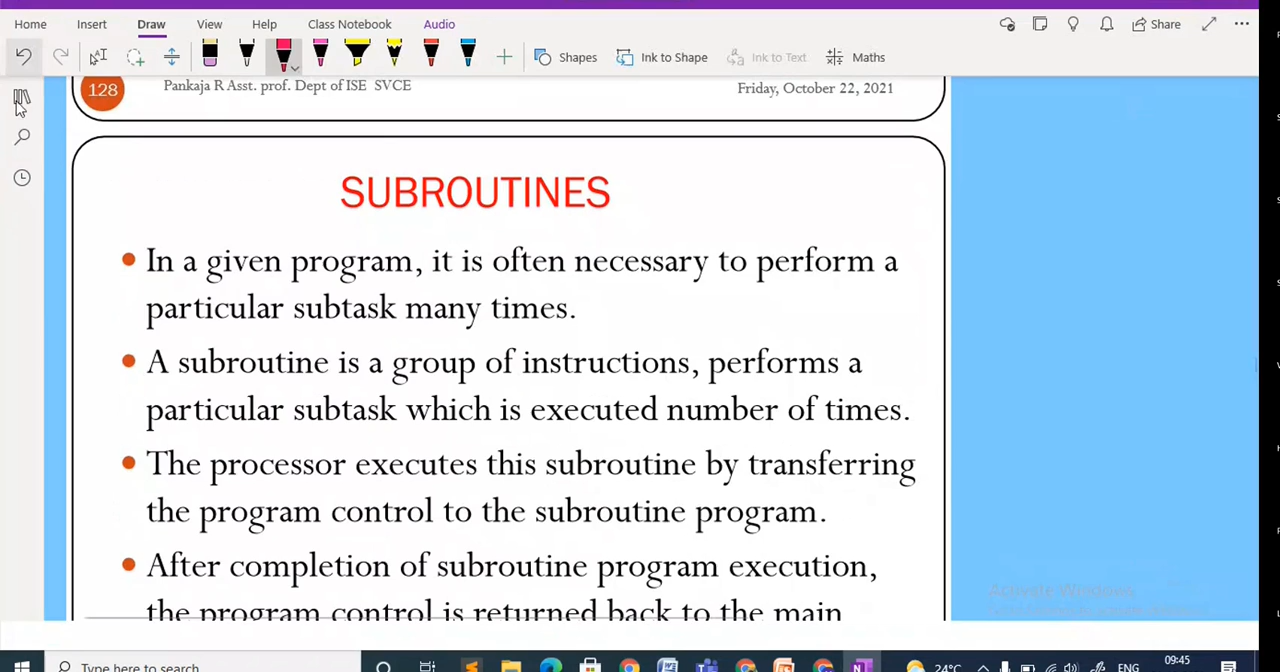 Home Insert Draw View Help Class Notebook Audio
Share
Shapes Ink to Shape Ink to Text Maths
128 Pankaja R Asst. prof. Dept of ISE SVCE Friday, October 22, 2021
SUBROUTINES
• In a given program, it is often necessary to perform a
particular subtask many times.
• A subroutine is a group of instructions, performs a
particular subtask which is executed number of times.
• The processor executes this subroutine by transferring
the program control to the subroutine program.
• After completion of subroutine program execution,
the program control is returned back to the main
Activate Windows
Type here to search
24°C
ENG
09:45